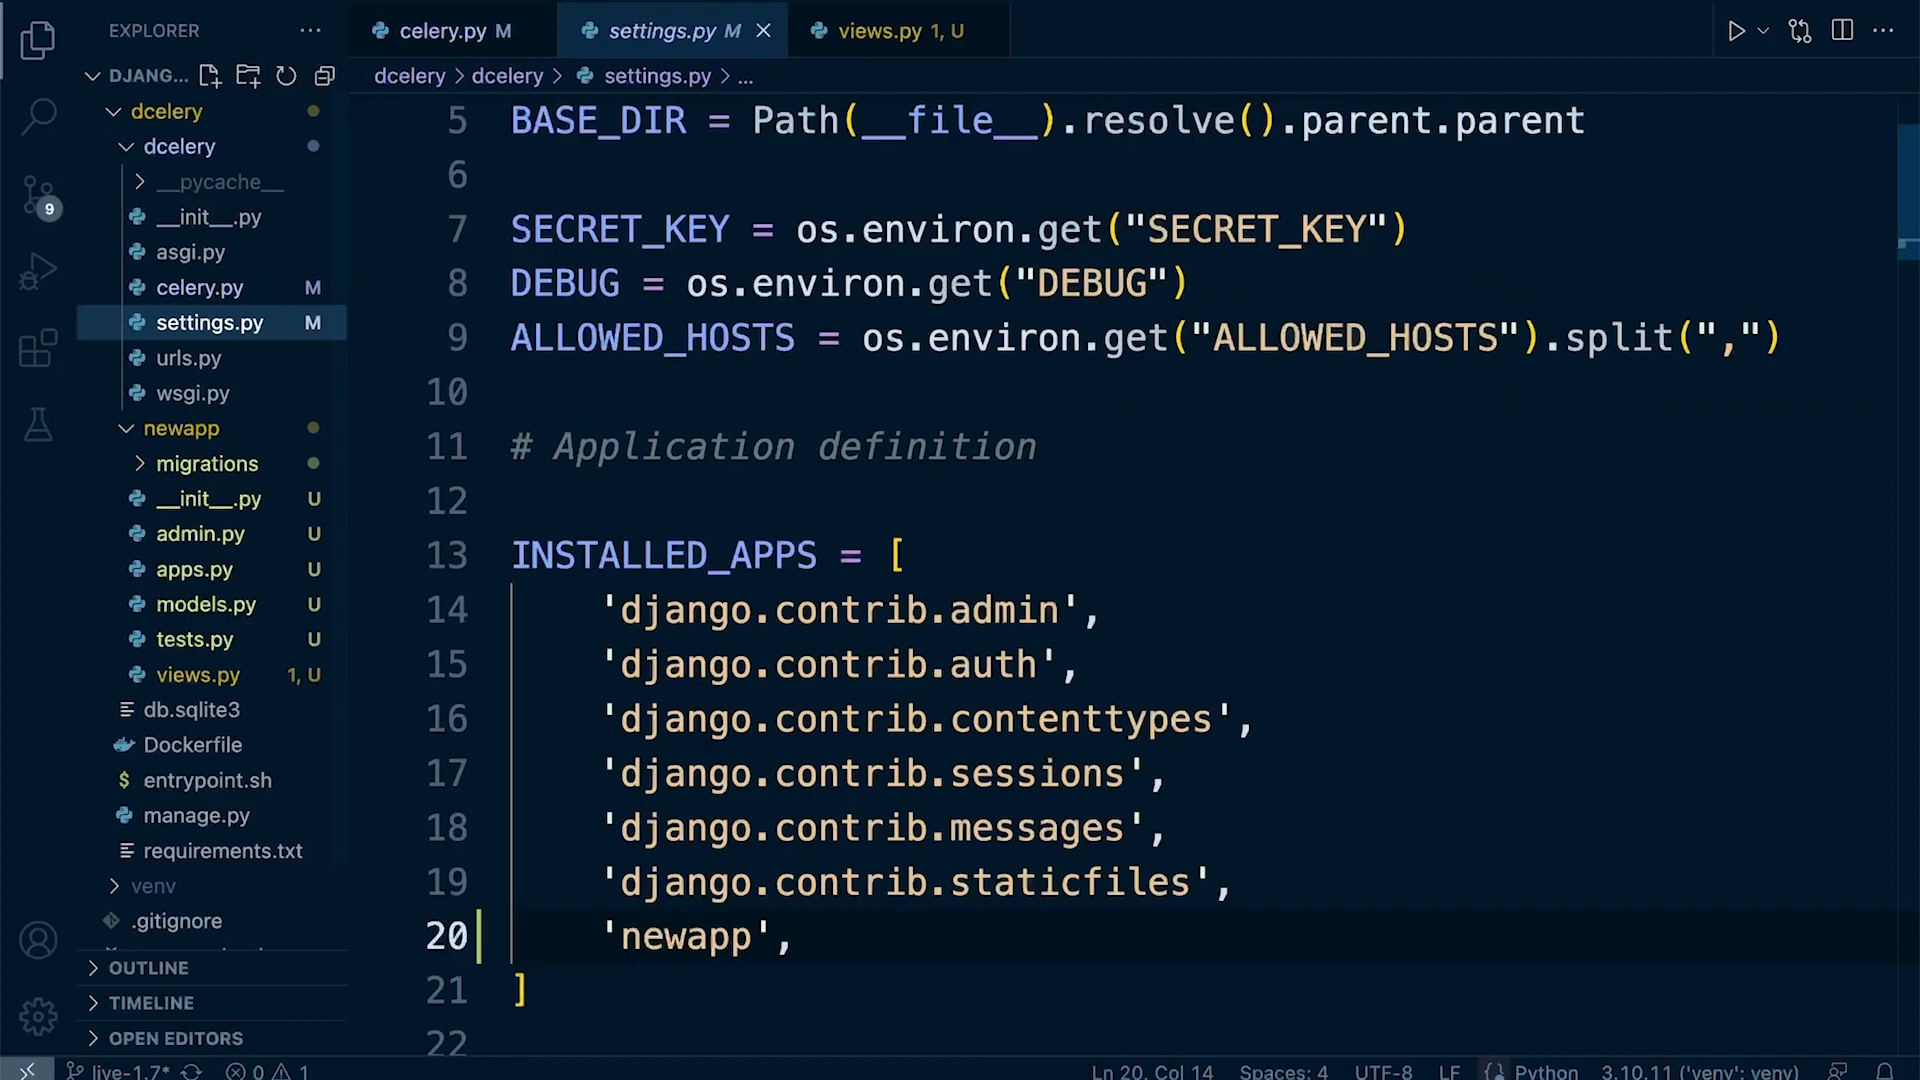 EXPLORER
DJANG...
dcelery
dcelery
__pycache__
__init__.py
asgi.py
celery.py M
settings.py M
urls.py
wsgi.py
newapp
migrations
__init__.py U
admin.py U
apps.py U
models.py U
tests.py U
views.py 1, U
db.sqlite3
Dockerfile
$ entrypoint.sh
manage.py
requirements.txt
venv
.gitignore
OUTLINE
TIMELINE
OPEN EDITORS
9
celery.py M
settings.py M
views.py 1, U
dcelery > dcelery > settings.py > ...
5 BASE_DIR = Path(__file__).resolve().parent.parent
6
7 SECRET_KEY = os.environ.get("SECRET_KEY")
8 DEBUG = os.environ.get("DEBUG")
9 ALLOWED_HOSTS = os.environ.get("ALLOWED_HOSTS").split(",")
10
11 # Application definition
12
13 INSTALLED_APPS = [
14 'django.contrib.admin',
15 'django.contrib.auth',
16 'django.contrib.contenttypes',
17 'django.contrib.sessions',
18 'django.contrib.messages',
19 'django.contrib.staticfiles',
20 'newapp',
21 ]
22
live-1.7* 0 1 Ln 20, Col 14 Spaces: 4 UTF-8 LF {} Python 3.10.11 ('venv': venv)